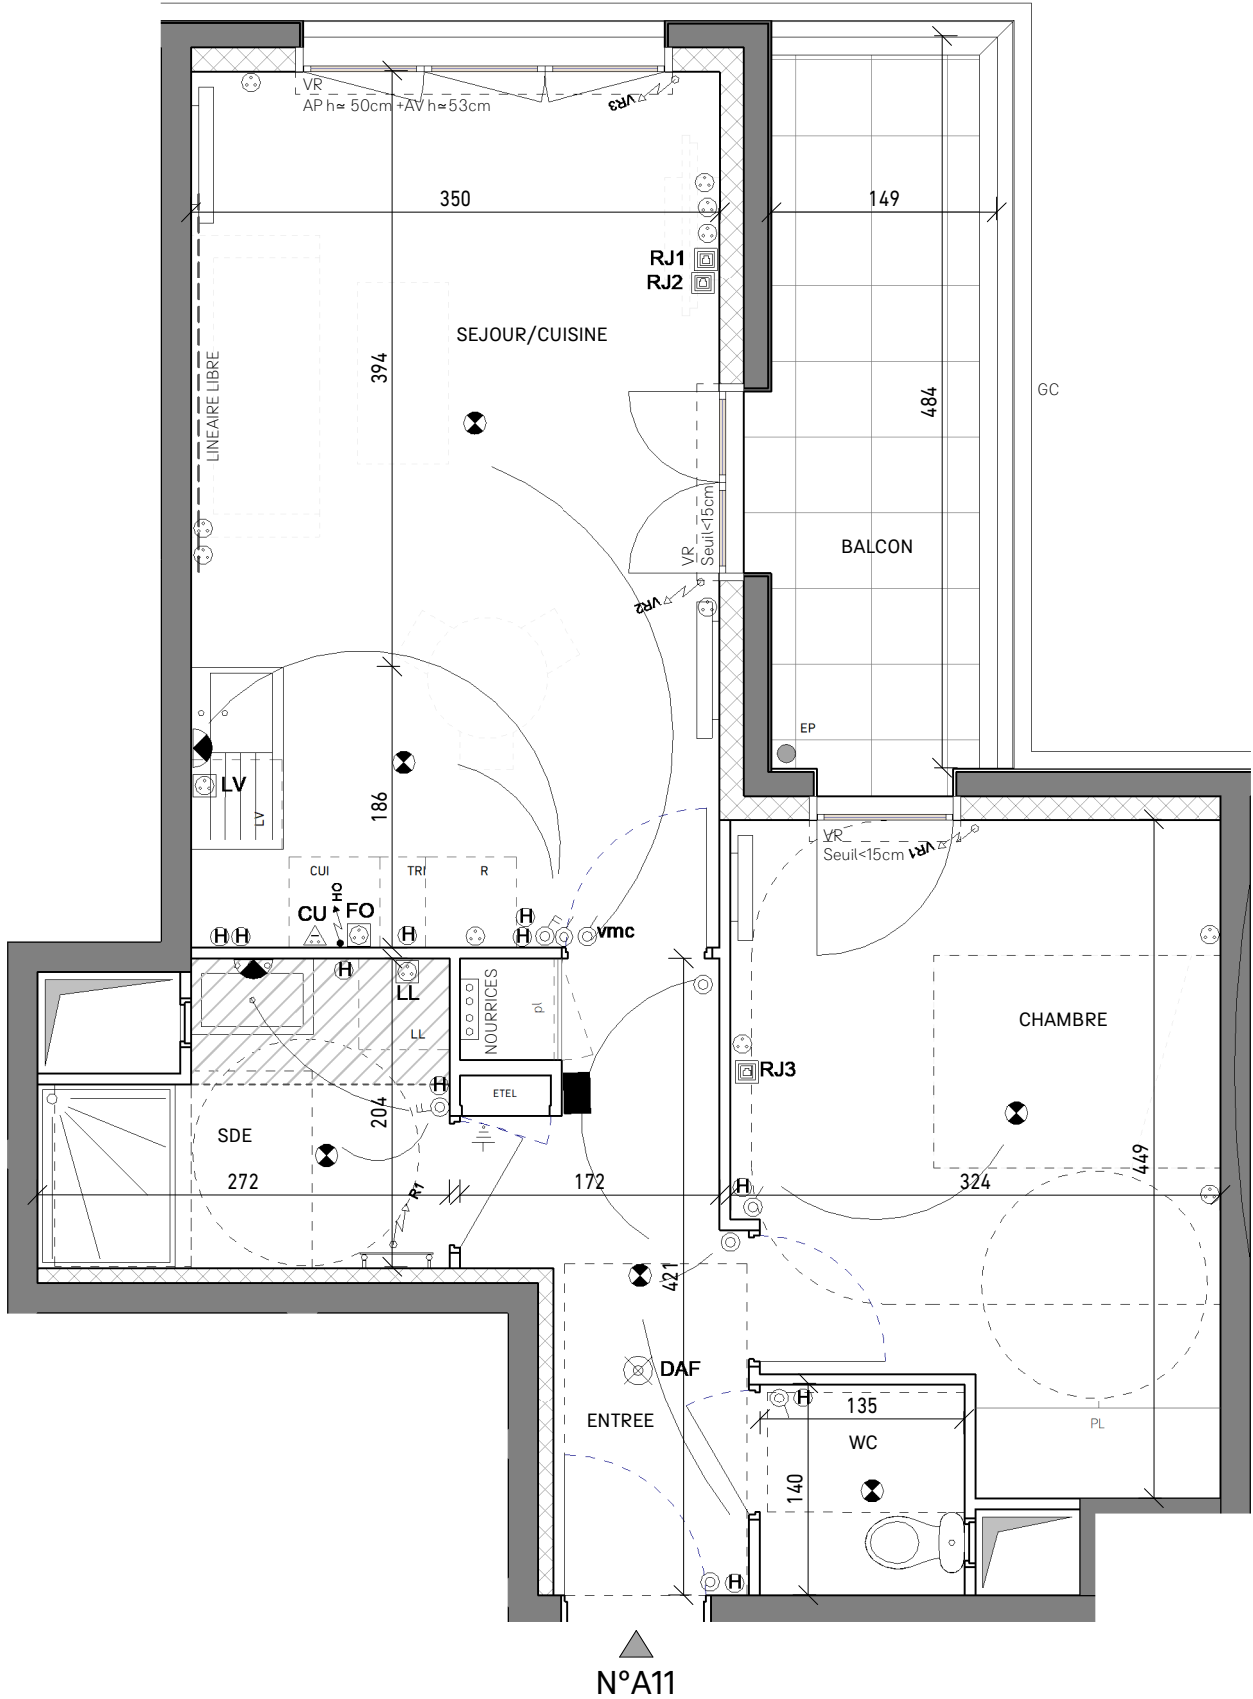 VR
AP h≃ 50cm +AV h≃53cm
VR3
350
149
RJ1
RJ2
SEJOUR/CUISINE
LINEAIRE LIBRE
394
484
GC
VR
Seuil<15cm
BALCON
VR2
EP
LV
LV
186
VR
Seuil<15cm
VR1
CUI
TRI
R
HO
CU
FO
H
H
H
H
H
vmc
H
LL
LL
NOURRICES
pl
CHAMBRE
RJ3
H
ETEL
204
SDE
449
272
172
324
R1
H
421
DAF
ENTREE
135
H
WC
PL
140
H
N°A11